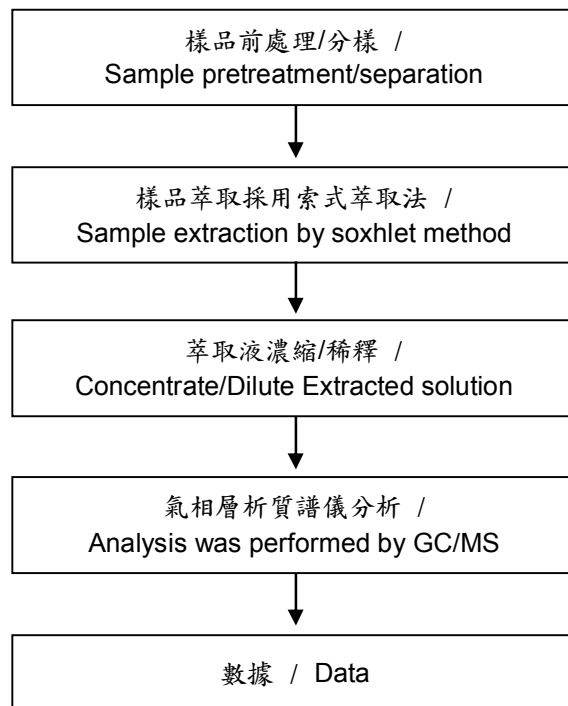 樣品前處理/分樣 /
Sample pretreatment/separation
樣品萃取採用索式萃取法 /
Sample extraction by soxhlet method
萃取液濃縮/稀釋 /
Concentrate/Dilute Extracted solution
氣相層析質譜儀分析 /
Analysis was performed by GC/MS
數據 / Data